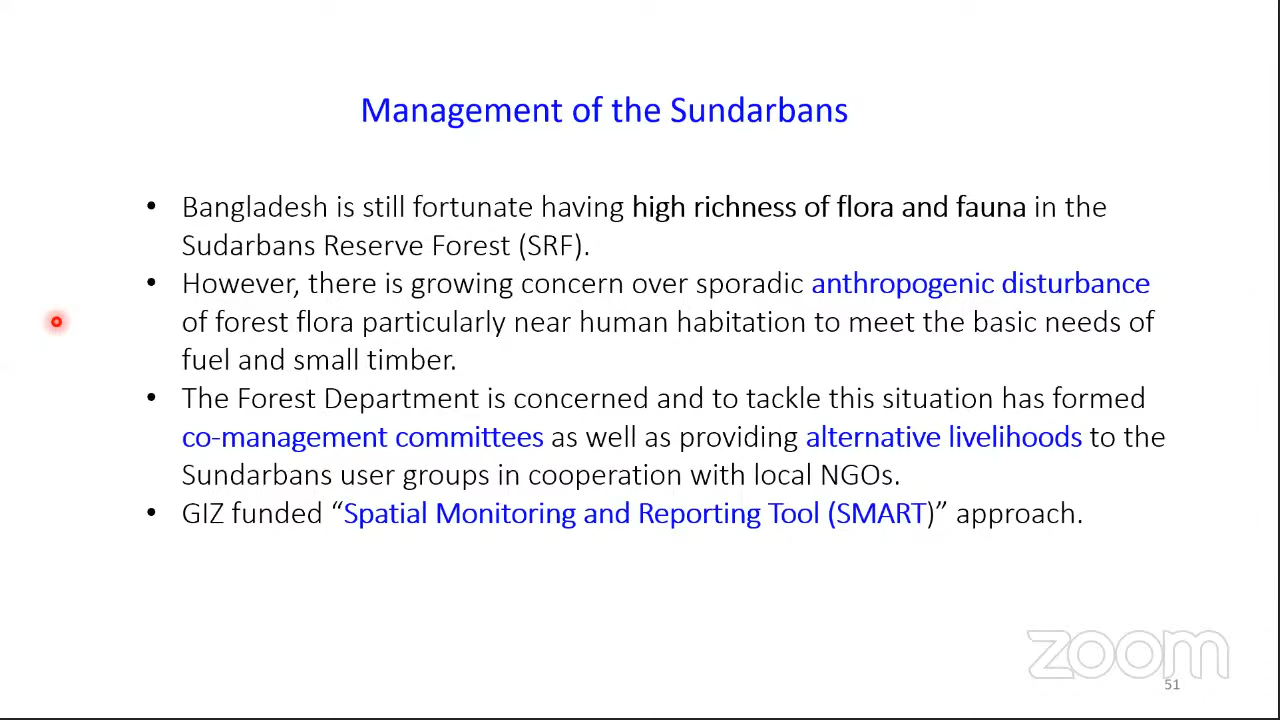 Management of the Sundarbans
• Bangladesh is still fortunate having high richness of flora and fauna in the
Sudarbans Reserve Forest (SRF).
• However, there is growing concern over sporadic anthropogenic disturbance
of forest flora particularly near human habitation to meet the basic needs of
fuel and small timber.
• The Forest Department is concerned and to tackle this situation has formed
co-management committees as well as providing alternative livelihoods to the
Sundarbans user groups in cooperation with local NGOs.
• GIZ funded “Spatial Monitoring and Reporting Tool (SMART)” approach.
zoom
51